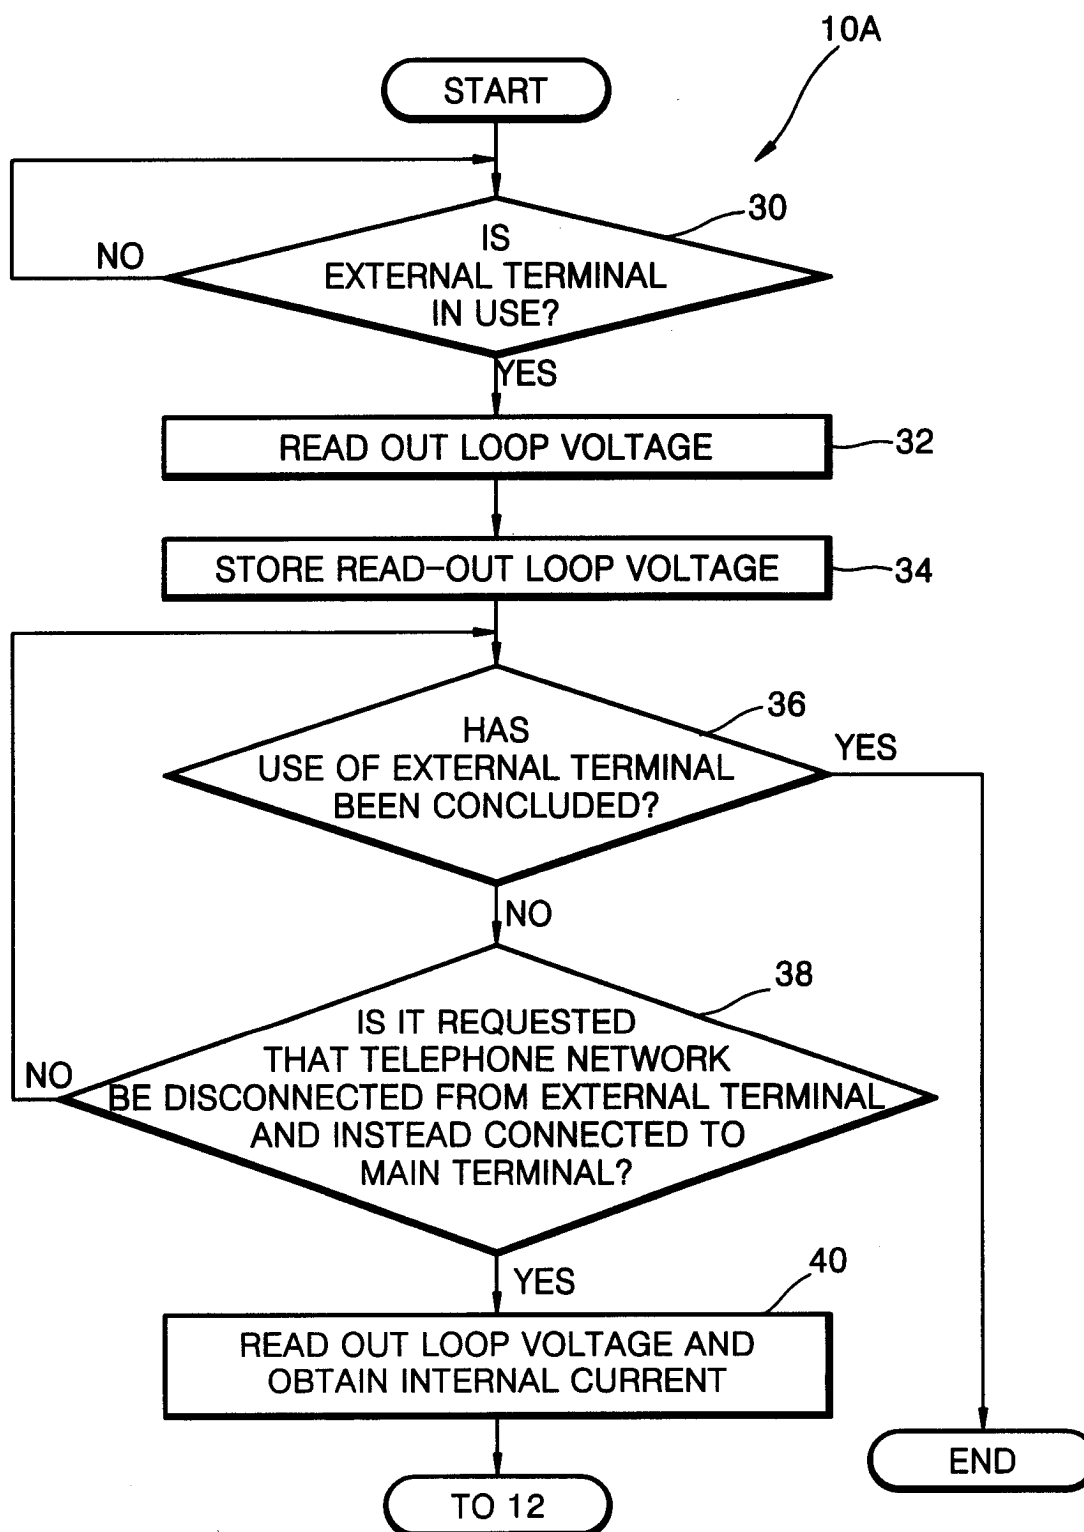 10A
START
30
IS
EXTERNAL TERMINAL
IN USE?
NO
YES
READ OUT LOOP VOLTAGE
32
STORE READ-OUT LOOP VOLTAGE
34
36
HAS
USE OF EXTERNAL TERMINAL
BEEN CONCLUDED?
YES
NO
38
IS IT REQUESTED
THAT TELEPHONE NETWORK
BE DISCONNECTED FROM EXTERNAL TERMINAL
AND INSTEAD CONNECTED TO
MAIN TERMINAL?
NO
YES
40
READ OUT LOOP VOLTAGE AND
OBTAIN INTERNAL CURRENT
END
TO 12